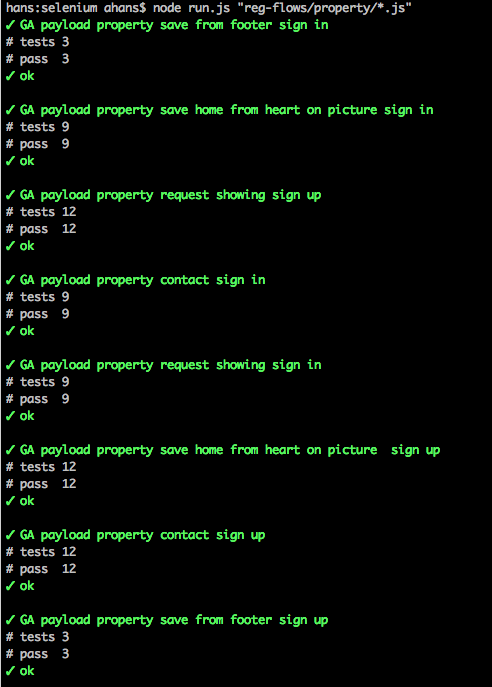 hans:selenium ahans$ node run.js "reg-flows/property/*.js"
✓ GA payload property save from footer sign in
# tests 3
# pass  3
✓ ok
✓ GA payload property save home from heart on picture sign in
# tests 9
# pass  9
✓ ok
✓ GA payload property request showing sign up
# tests 12
# pass  12
✓ ok
✓ GA payload property contact sign in
# tests 9
# pass  9
✓ ok
✓ GA payload property request showing sign in
# tests 9
# pass  9
✓ ok
✓ GA payload property save home from heart on picture  sign up
# tests 12
# pass  12
✓ ok
✓ GA payload property contact sign up
# tests 12
# pass  12
✓ ok
✓ GA payload property save from footer sign up
# tests 3
# pass  3
✓ ok